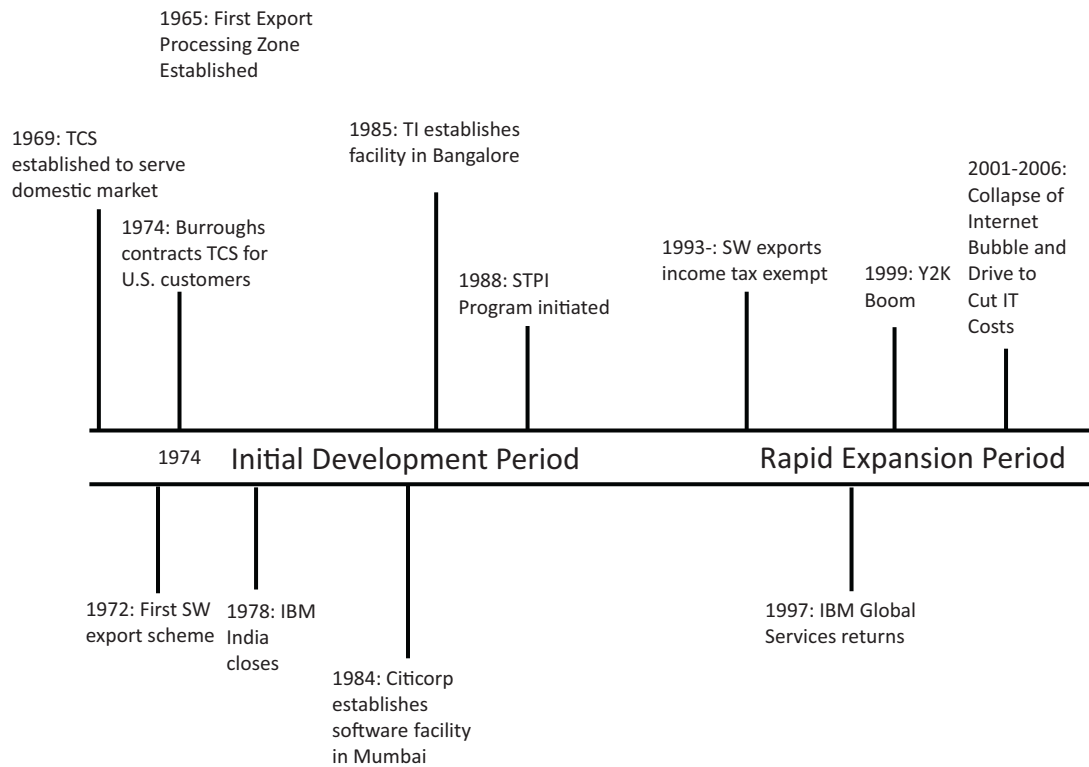 1965: First Export
Processing Zone
Established
1969: TCS
established to serve
domestic market
1974: Burroughs
contracts TCS for
U.S. customers
1985: TI establishes
facility in Bangalore
1988: STPI
Program initiated
1993-: SW exports
income tax exempt
1999: Y2K
Boom
2001-2006:
Collapse of
Internet
Bubble and
Drive to
Cut IT
Costs
1974 Initial Development Period Rapid Expansion Period
1972: First SW
export scheme
1978: IBM
India
closes
1984: Citicorp
establishes
software facility
in Mumbai
1997: IBM Global
Services returns